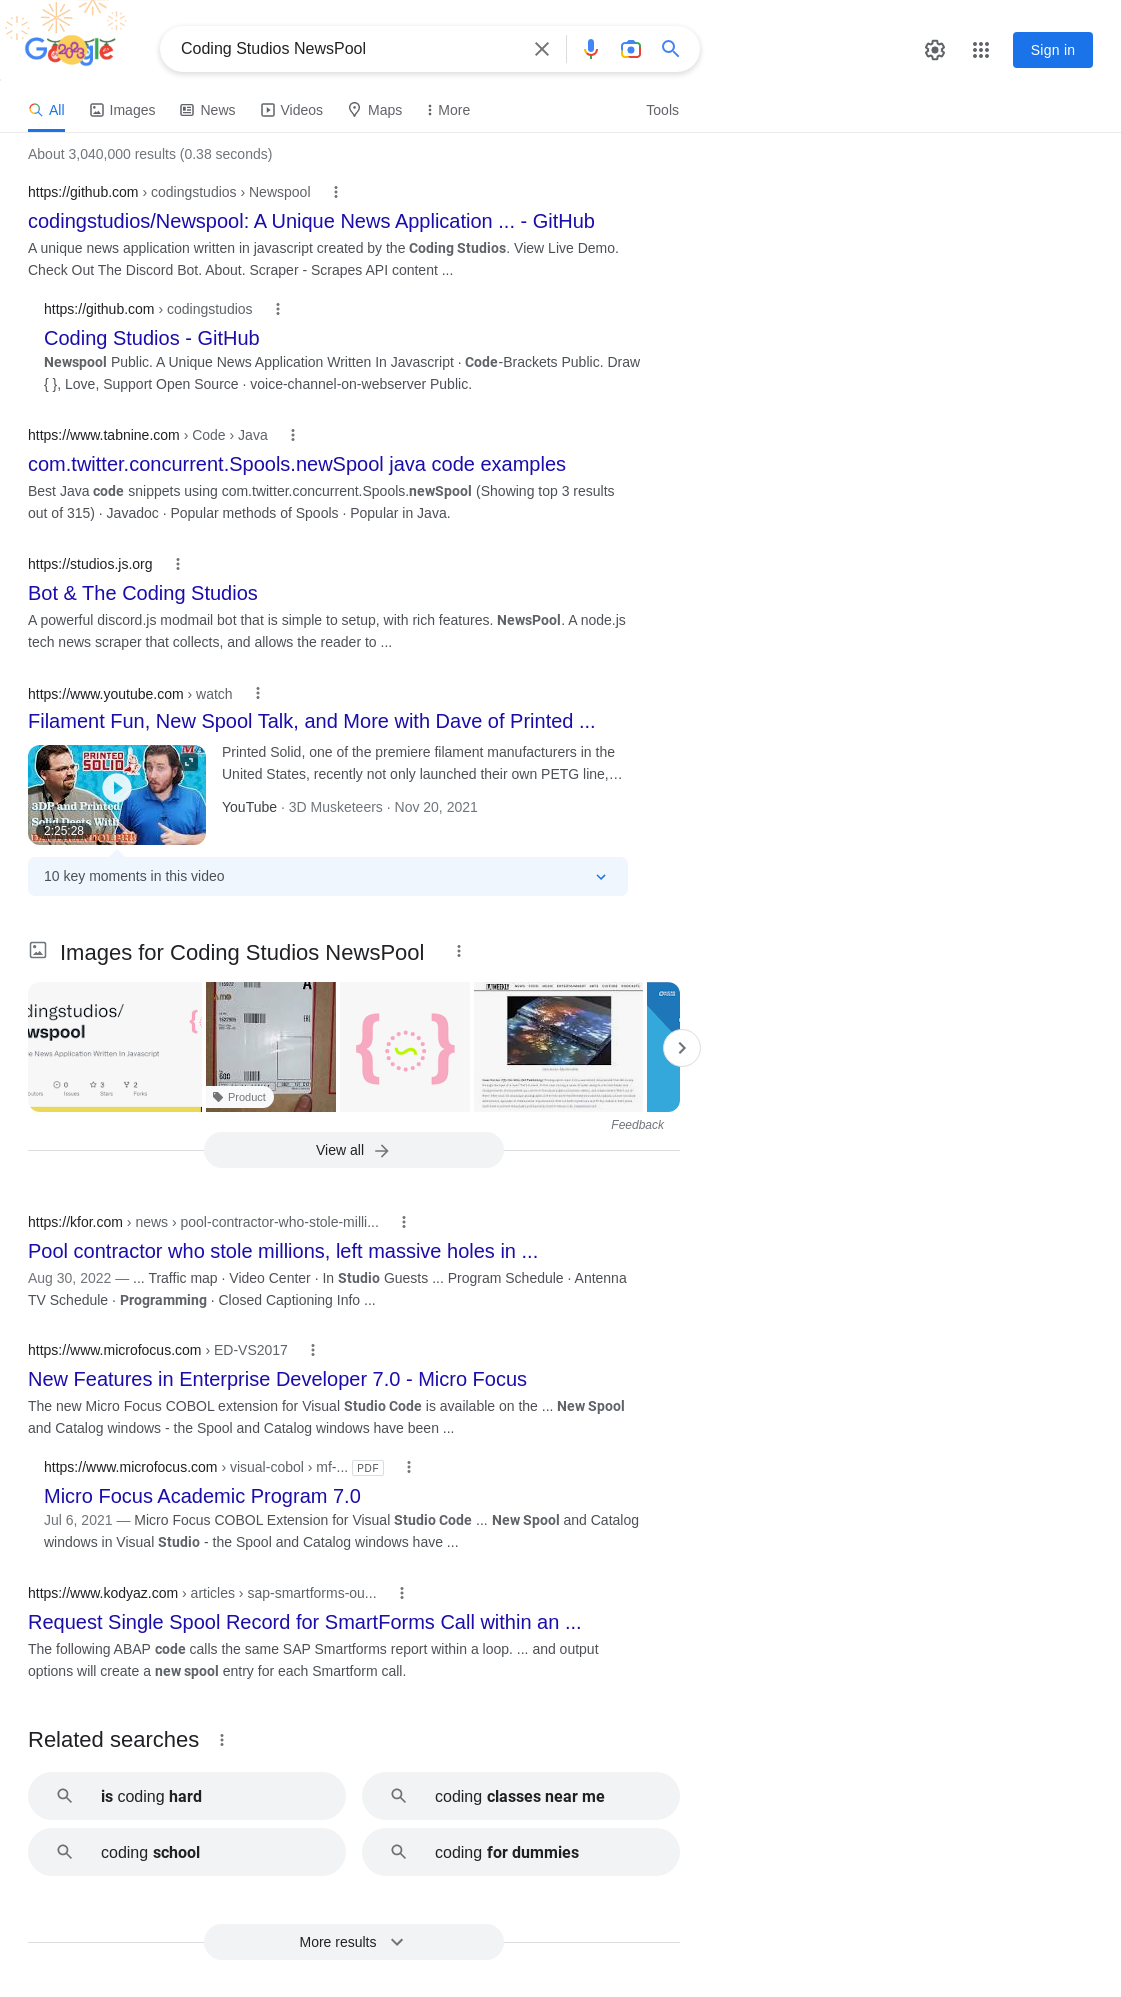 Google
2023
Coding Studios NewsPool
Sign in
All
Images
News
Videos
Maps
More
Tools
About 3,040,000 results (0.38 seconds)
https://github.com › codingstudios › Newspool
codingstudios/Newspool: A Unique News Application ... - GitHub
A unique news application written in javascript created by the Coding Studios. View Live Demo.
Check Out The Discord Bot. About. Scraper - Scrapes API content ...
https://github.com › codingstudios
Coding Studios - GitHub
Newspool Public. A Unique News Application Written In Javascript · Code-Brackets Public. Draw
{ }, Love, Support Open Source · voice-channel-on-webserver Public.
https://www.tabnine.com › Code › Java
com.twitter.concurrent.Spools.newSpool java code examples
Best Java code snippets using com.twitter.concurrent.Spools.newSpool (Showing top 3 results
out of 315) · Javadoc · Popular methods of Spools · Popular in Java.
https://studios.js.org
Bot & The Coding Studios
A powerful discord.js modmail bot that is simple to setup, with rich features. NewsPool. A node.js
tech news scraper that collects, and allows the reader to ...
https://www.youtube.com › watch
Filament Fun, New Spool Talk, and More with Dave of Printed ...
PRINTED
SOLID
3DP and Printed
Solid Deets With
2:25:28
Printed Solid, one of the premiere filament manufacturers in the
United States, recently not only launched their own PETG line,...
YouTube · 3D Musketeers · Nov 20, 2021
10 key moments in this video
Images for Coding Studios NewsPool
dingstudios/
wspool
e News Application Written In Javascript
0
Issues
3
Stars
2
Forks
Product
WEEKLY
Feedback
View all
https://kfor.com › news › pool-contractor-who-stole-milli...
Pool contractor who stole millions, left massive holes in ...
Aug 30, 2022 — ... Traffic map · Video Center · In Studio Guests ... Program Schedule · Antenna
TV Schedule · Programming · Closed Captioning Info ...
https://www.microfocus.com › ED-VS2017
New Features in Enterprise Developer 7.0 - Micro Focus
The new Micro Focus COBOL extension for Visual Studio Code is available on the ... New Spool
and Catalog windows - the Spool and Catalog windows have been ...
https://www.microfocus.com › visual-cobol › mf-... PDF
Micro Focus Academic Program 7.0
Jul 6, 2021 — Micro Focus COBOL Extension for Visual Studio Code ... New Spool and Catalog
windows in Visual Studio - the Spool and Catalog windows have ...
https://www.kodyaz.com › articles › sap-smartforms-ou...
Request Single Spool Record for SmartForms Call within an ...
The following ABAP code calls the same SAP Smartforms report within a loop. ... and output
options will create a new spool entry for each Smartform call.
Related searches
is coding hard
coding classes near me
coding school
coding for dummies
More results